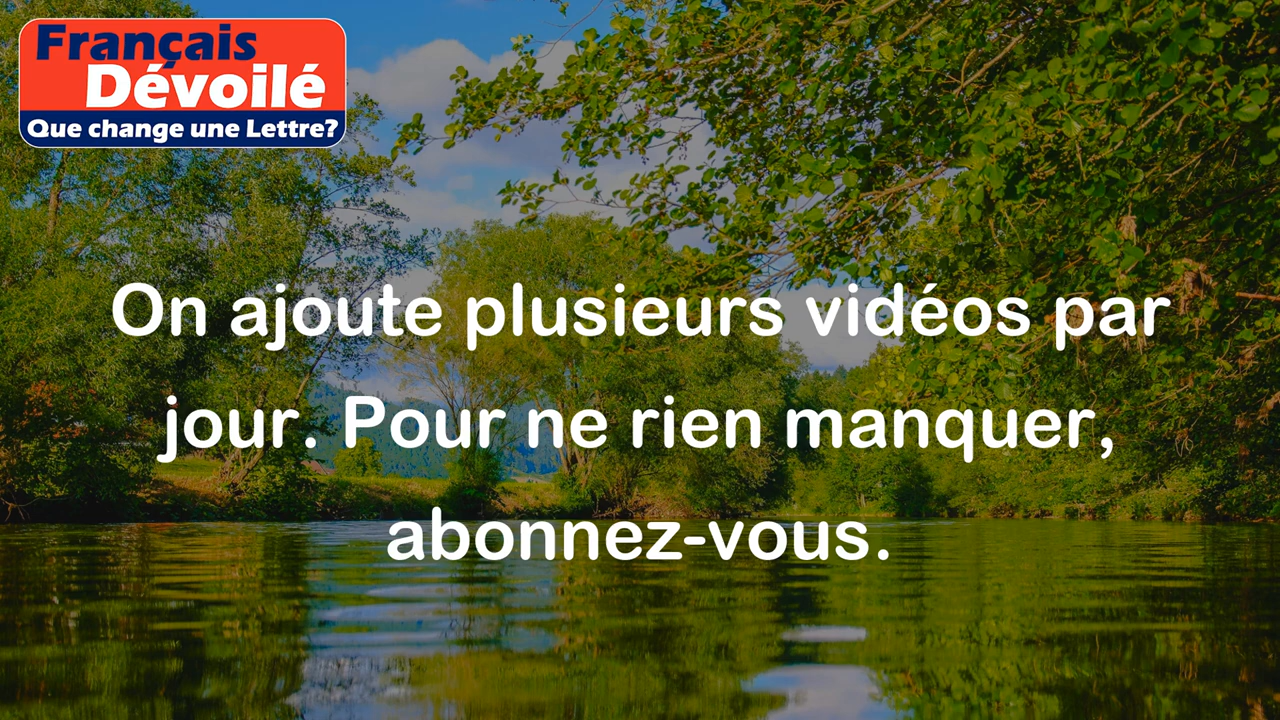 Français
Dévoilé
Que change une Lettre?
On ajoute plusieurs vidéos par
jour. Pour ne rien manquer,
abonnez-vous.